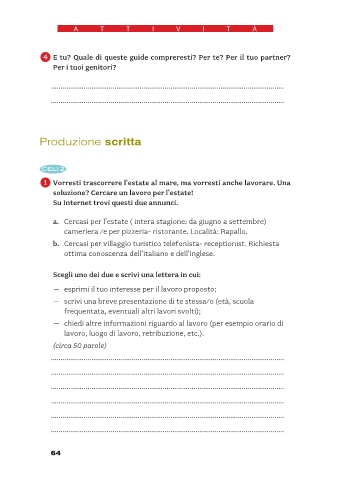 ATTIVITÀ
4 E tu? Quale di queste guide compreresti? Per te? Per il tuo partner?
Per i tuoi genitori?
Produzione scritta
CELI 2
1 Vorresti trascorrere l'estate al mare, ma vorresti anche lavorare. Una
soluzione? Cercare un lavoro per l'estate!
Su Internet trovi questi due annunci.
a. Cercasi per l'estate ( intera stagione: da giugno a settembre)
cameriera /e per pizzeria- ristorante. Località: Rapallo.
b. Cercasi per villaggio turistico telefonista- receptionist. Richiesta
ottima conoscenza dell'italiano e dell'inglese.
Scegli uno dei due e scrivi una lettera in cui:
— esprimi il tuo interesse per il lavoro proposto;
— scrivi una breve presentazione di te stessa/o (età, scuola
frequentata, eventuali altri lavori svolti);
— chiedi altre informazioni riguardo al lavoro (per esempio orario di
lavoro, luogo di lavoro, retribuzione, etc.).
(circa 50 parole)
64